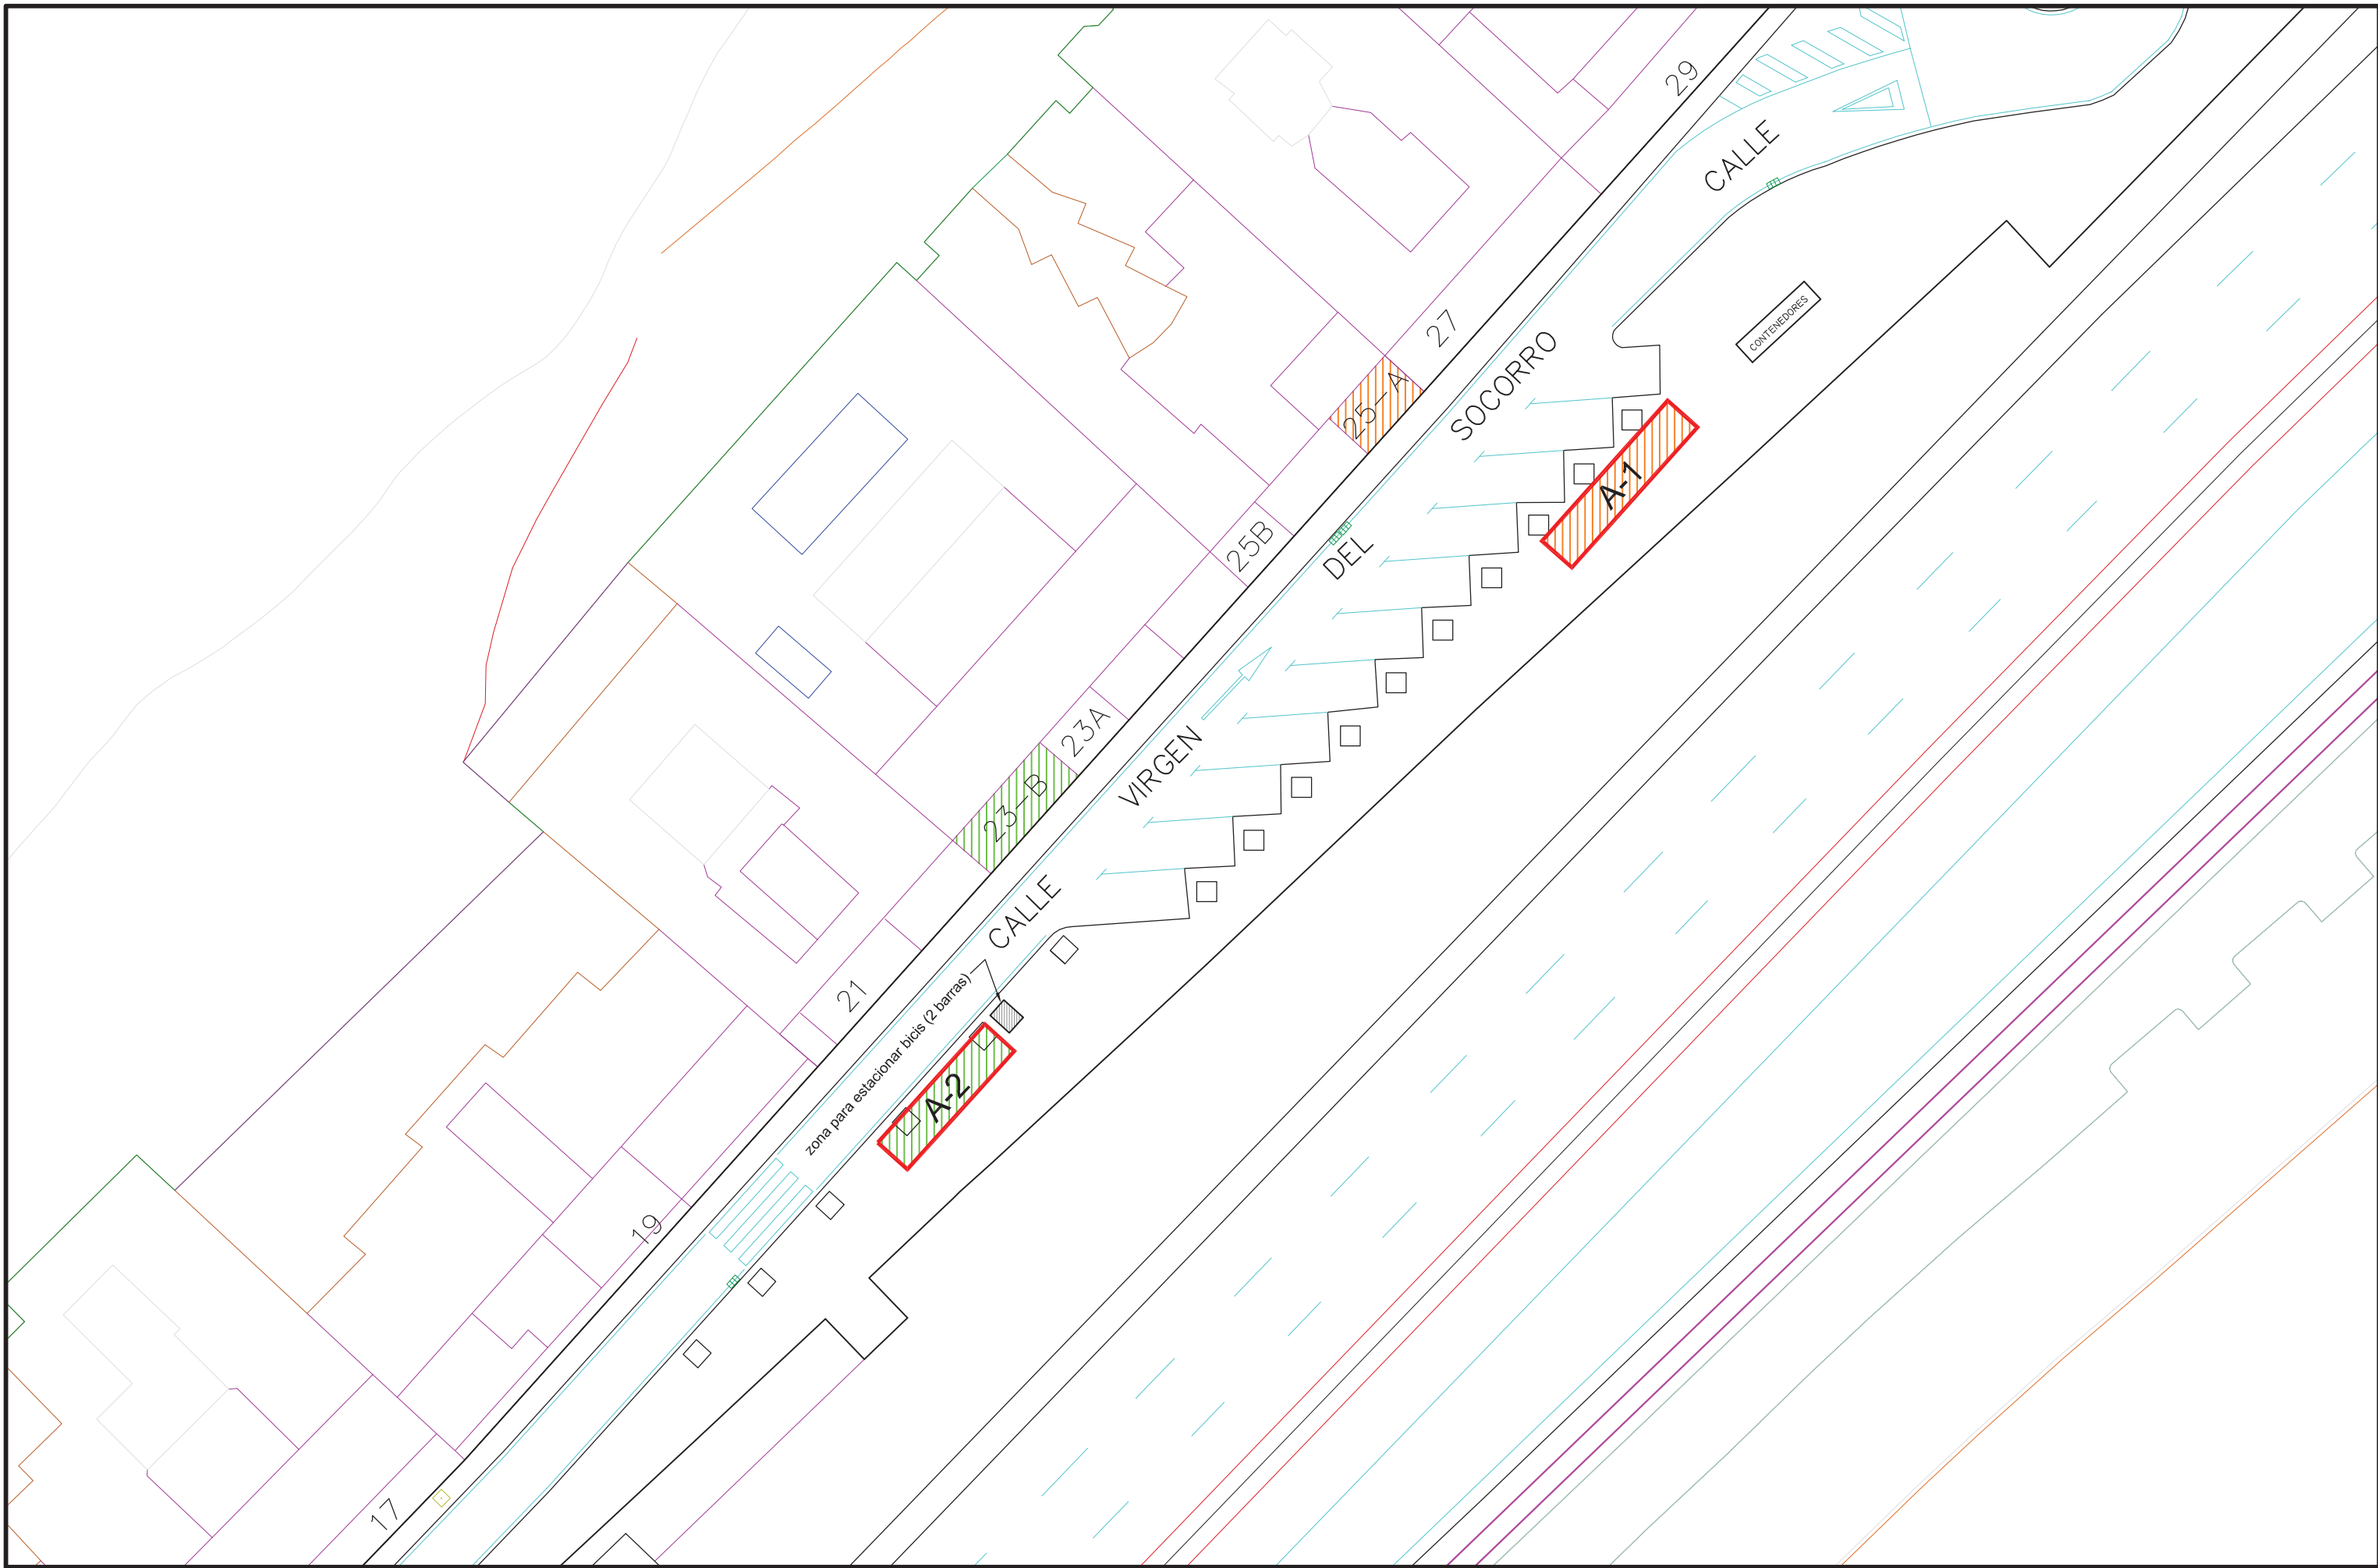 29
CALLE
27
SOCORRO
CONTENEDORES
25-A
A-1
25B
DEL
23A
VIRGEN
23-B
CALLE
21
zona para estacionar bicis (2 barras)
A-2
19
17